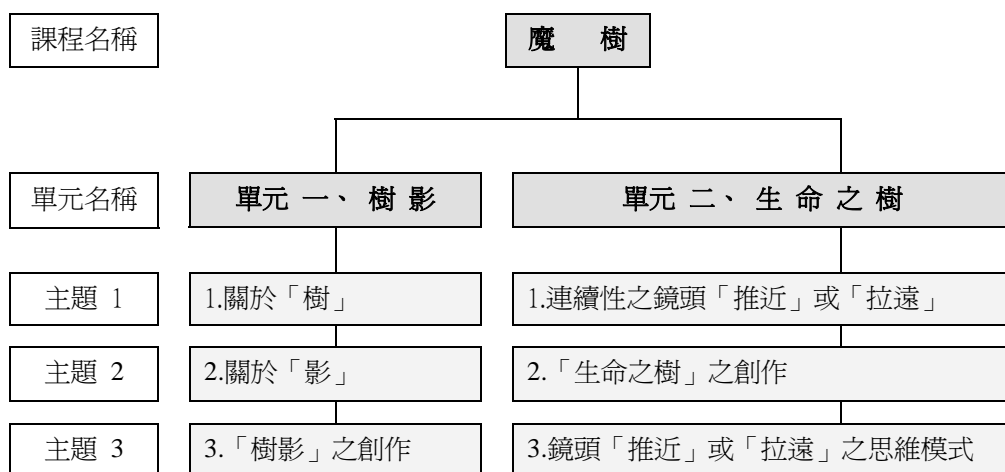 課程名稱 魔 樹
單元名稱 單元 一、 樹 影 單元 二、 生 命 之 樹
主題 1 1.關於「樹」 1.連續性之鏡頭「推近」或「拉遠」
主題 2 2.關於「影」 2.「生命之樹」之創作
主題 3 3.「樹影」之創作 3.鏡頭「推近」或「拉遠」之思維模式